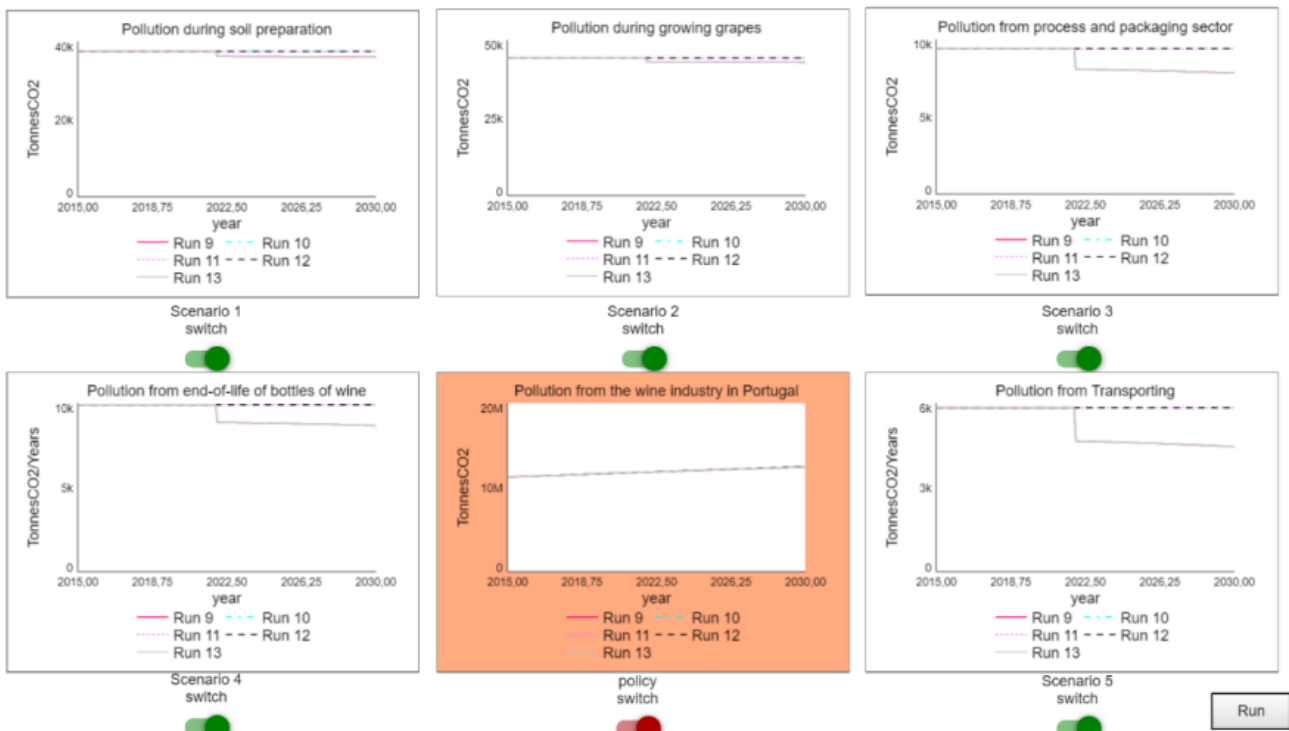 Pollution during soil preparation
40k
20k
0
TonnesCO2
2015,00 2018,75 2022,50 2026,25 2030,00
year
Run 9 Run 10
Run 11 Run 12
Run 13
Scenario 1
switch
Pollution during growing grapes
50k
25k
0
TonnesCO2
2015,00 2018,75 2022,50 2026,25 2030,00
year
Run 9 Run 10
Run 11 Run 12
Run 13
Scenario 2
switch
Pollution from process and packaging sector
10k
5k
0
TonnesCO2
2015,00 2018,75 2022,50 2026,25 2030,00
year
Run 9 Run 10
Run 11 Run 12
Run 13
Scenario 3
switch
Pollution from end-of-life of bottles of wine
10k
5k
0
TonnesCO2/Years
2015,00 2018,75 2022,50 2026,25 2030,00
year
Run 9 Run 10
Run 11 Run 12
Run 13
Scenario 4
switch
Pollution from the wine industry in Portugal
20M
10M
0
TonnesCO2
2015,00 2018,75 2022,50 2026,25 2030,00
year
Run 9 Run 10
Run 11 Run 12
Run 13
policy
switch
Pollution from Transporting
6k
3k
0
TonnesCO2/Years
2015,00 2018,75 2022,50 2026,25 2030,00
year
Run 9 Run 10
Run 11 Run 12
Run 13
Scenario 5
switch
Run